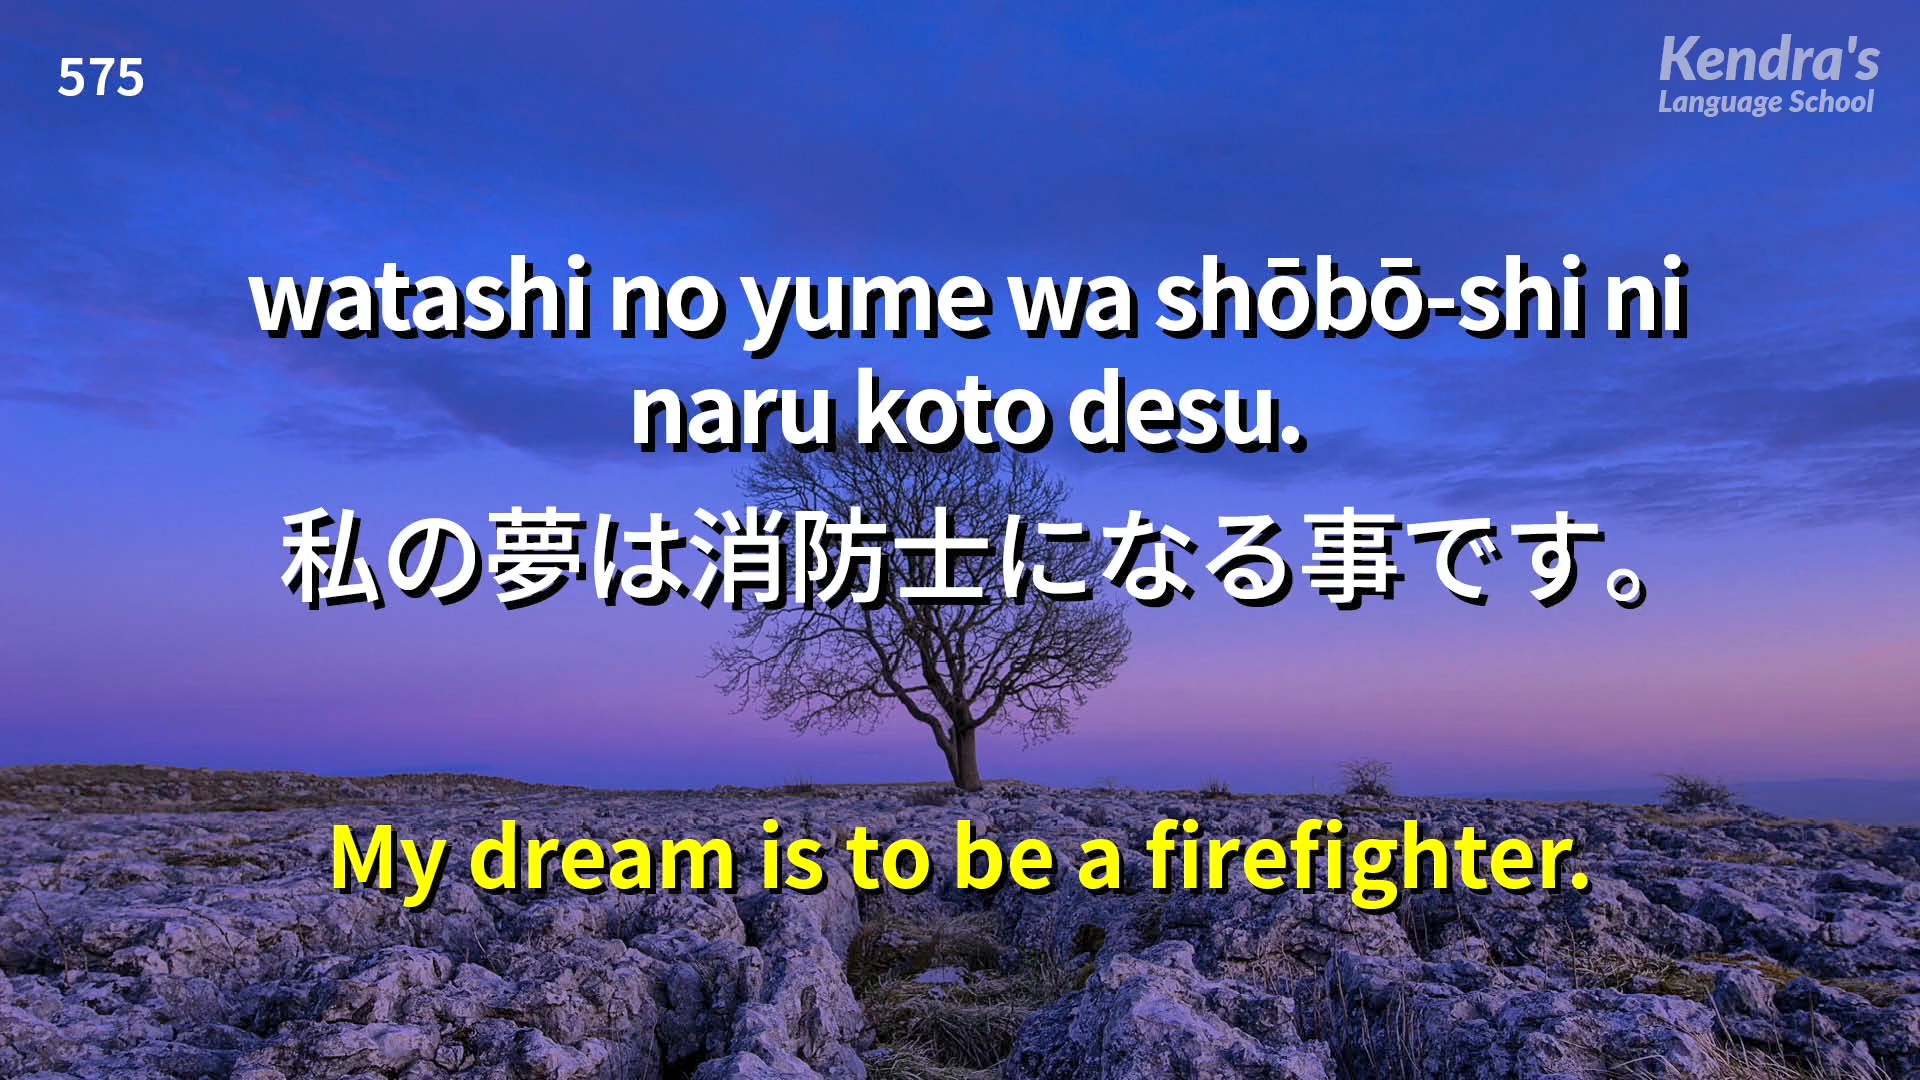 575
Kendra's
Language School
watashi no yume wa shōbō-shi ni
naru koto desu.
私の夢は消防士になる事です。
My dream is to be a firefighter.